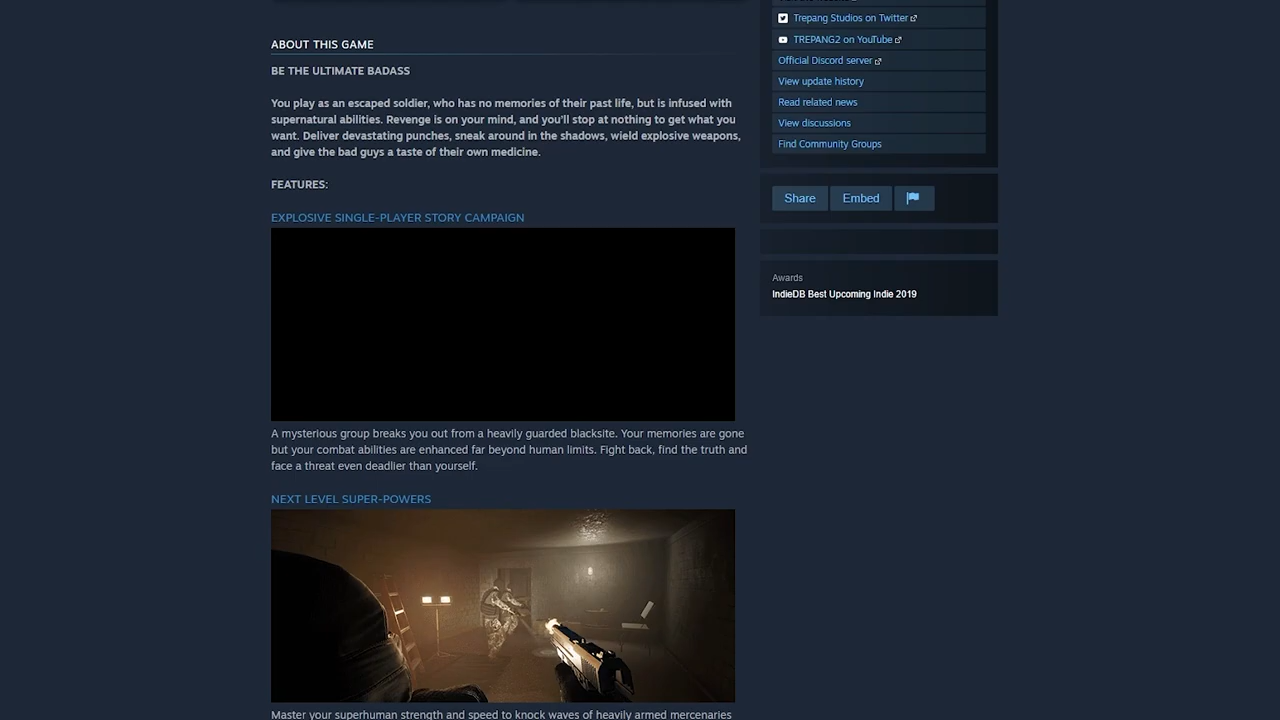 ABOUT THIS GAME
BE THE ULTIMATE BADASS
You play as an escaped soldier, who has no memories of their past life, but is infused with
supernatural abilities. Revenge is on your mind, and you'll stop at nothing to get what you
want. Deliver devastating punches, sneak around in the shadows, wield explosive weapons,
and give the bad guys a taste of their own medicine.
FEATURES:
EXPLOSIVE SINGLE-PLAYER STORY CAMPAIGN
A mysterious group breaks you out from a heavily guarded blacksite. Your memories are gone
but your combat abilities are enhanced far beyond human limits. Fight back, find the truth and
face a threat even deadlier than yourself.
NEXT LEVEL SUPER-POWERS
Master your superhuman strength and speed to knock waves of heavily armed mercenaries
Trepang Studios on Twitter
TREPANG2 on YouTube
Official Discord server
View update history
Read related news
View discussions
Find Community Groups
Share
Embed
Awards
IndieDB Best Upcoming Indie 2019